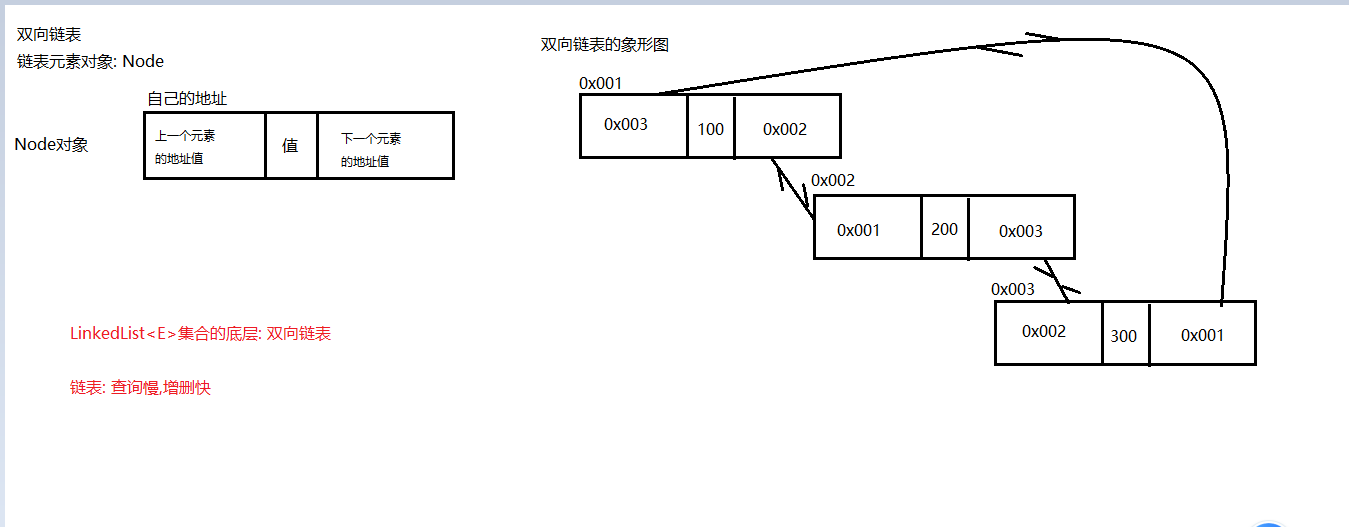 双向链表
链表元素对象: Node
自己的地址
Node对象
上一个元素
的地址值
值
下一个元素
的地址值
LinkedList<E>集合的底层: 双向链表
链表: 查询慢,增删快
双向链表的象形图
0x001
0x003 100 0x002
0x002
0x001 200 0x003
0x003
0x002 300 0x001